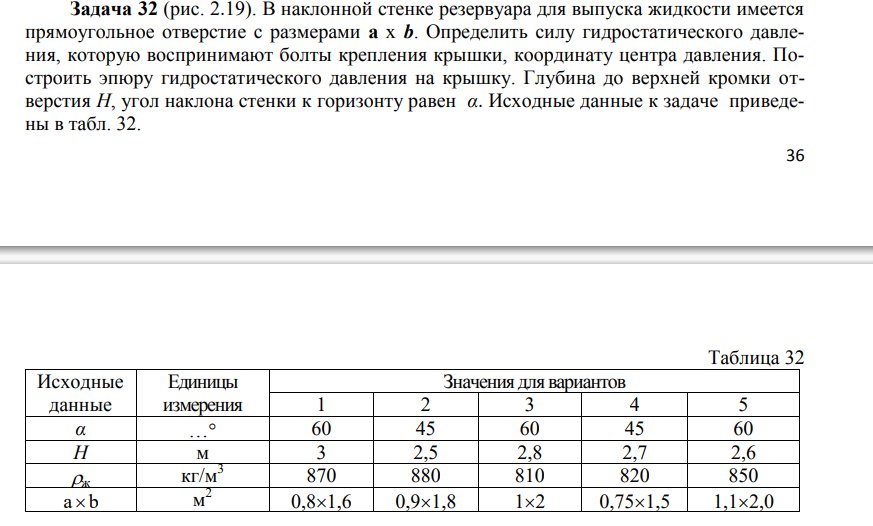 Задача 32 (рис. 2.19). В наклонной стенке резервуара для выпуска жидкости имеется
прямоугольное отверстие с размерами а х b. Определить силу гидростатического давле-
ния, которую воспринимают болты крепления крышки, координату центра давления. По-
строить эпюру гидростатического давления на крышку. Глубина до верхней кромки от-
верстия H, угол наклона стенки к горизонту равен α. Исходные данные к задаче приведе-
ны в табл. 32.
36
Таблица 32
Исходные данные Единицы измерения Значения для вариантов
1 2 3 4 5
α …° 60 45 60 45 60
H м 3 2,5 2,8 2,7 2,6
ρж кг/м³ 870 880 810 820 850
a×b м² 0,8×1,6 0,9×1,8 1×2 0,75×1,5 1,1×2,0